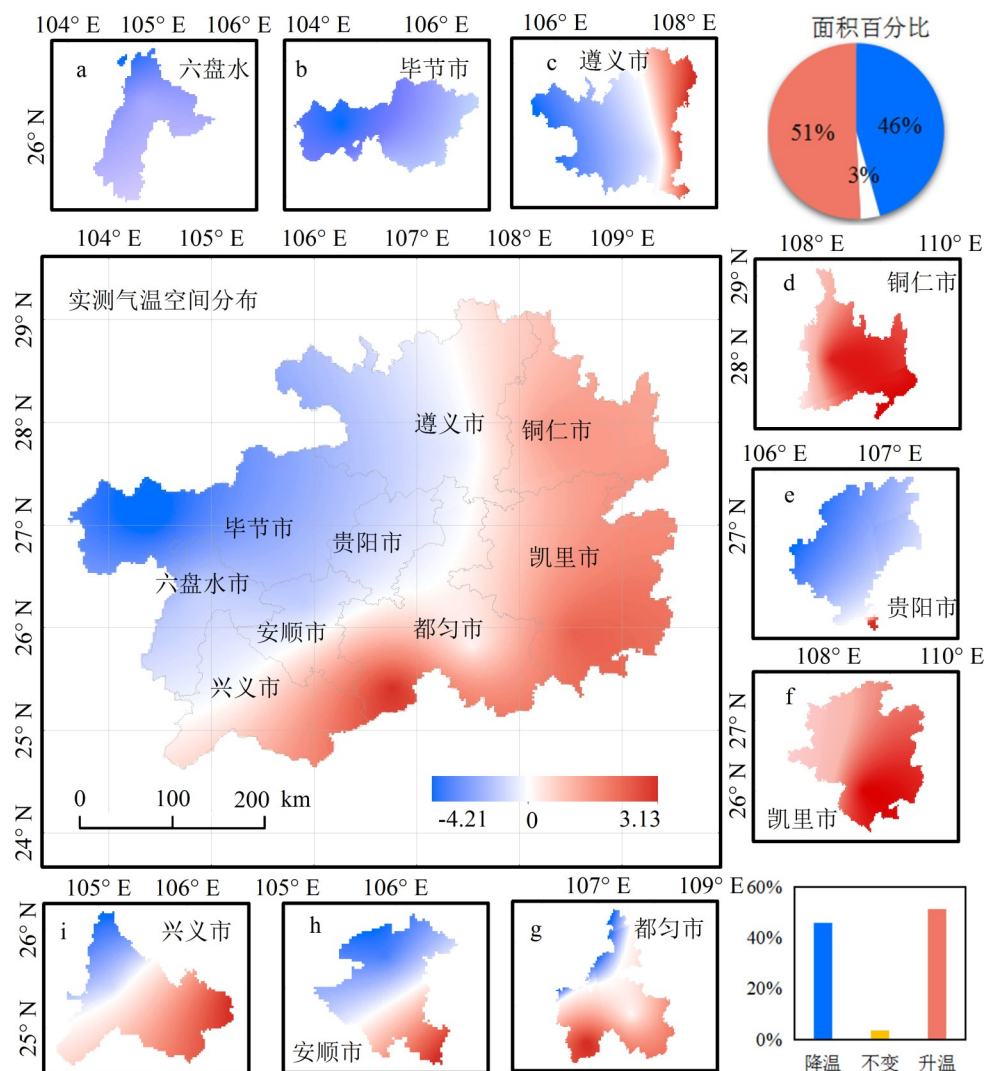 104° E 105° E 106° E
26° N
a 六盘水
104° E 106° E
b 毕节市
106° E 108° E
c 遵义市
面积百分比
51% 46%
3%
104° E 105° E 106° E 107° E 108° E 109° E
29° N
28° N
27° N
26° N
25° N
24° N
实测气温空间分布
遵义市
铜仁市
毕节市
贵阳市
凯里市
六盘水市
安顺市
都匀市
兴义市
0 100 200 km
-4.21 0 3.13
108° E 110° E
29° N
28° N
d 铜仁市
106° E 107° E
27° N
e
贵阳市
108° E 110° E
27° N
26° N
f
凯里市
105° E 106° E
26° N
25° N
i 兴义市
105° E 106° E
h
安顺市
107° E 109° E
g 都匀市
60%
40%
20%
0%
降温 不变 升温